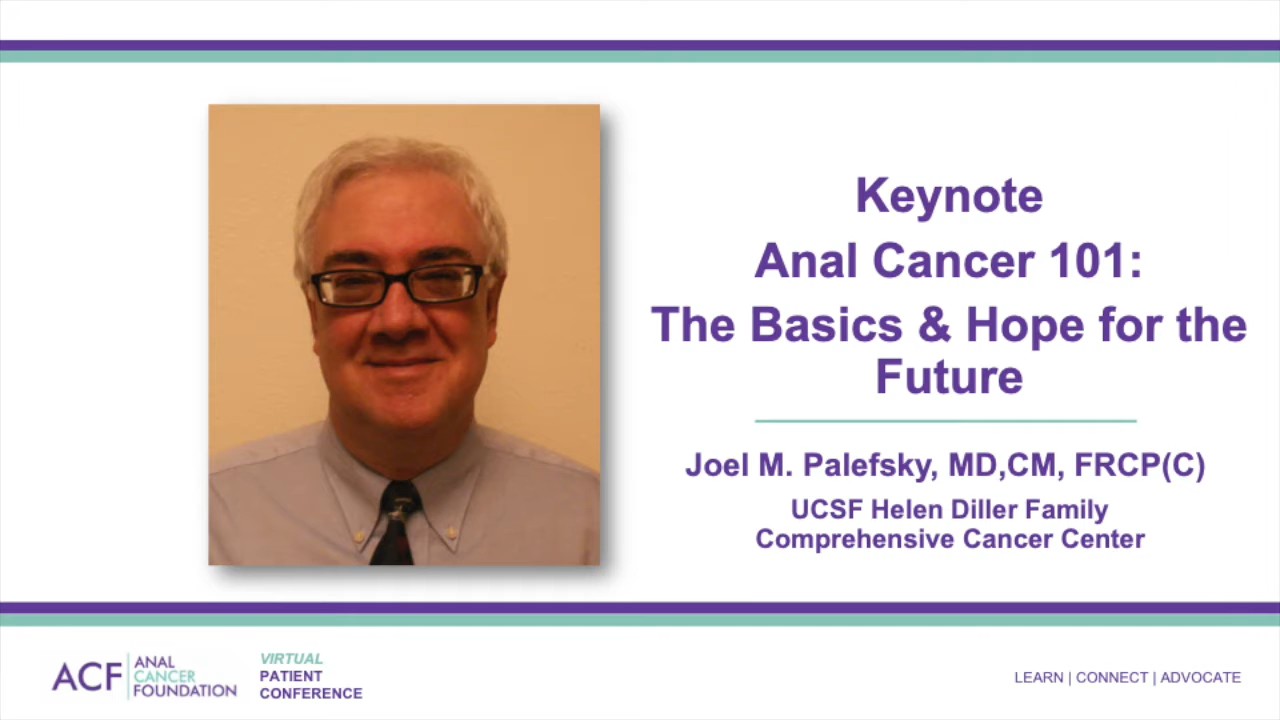 Keynote
Anal Cancer 101:
The Basics & Hope for the
Future
Joel M. Palefsky, MD,CM, FRCP(C)
UCSF Helen Diller Family
Comprehensive Cancer Center
ACF
ANAL
CANCER
FOUNDATION
VIRTUAL
PATIENT
CONFERENCE
LEARN | CONNECT | ADVOCATE